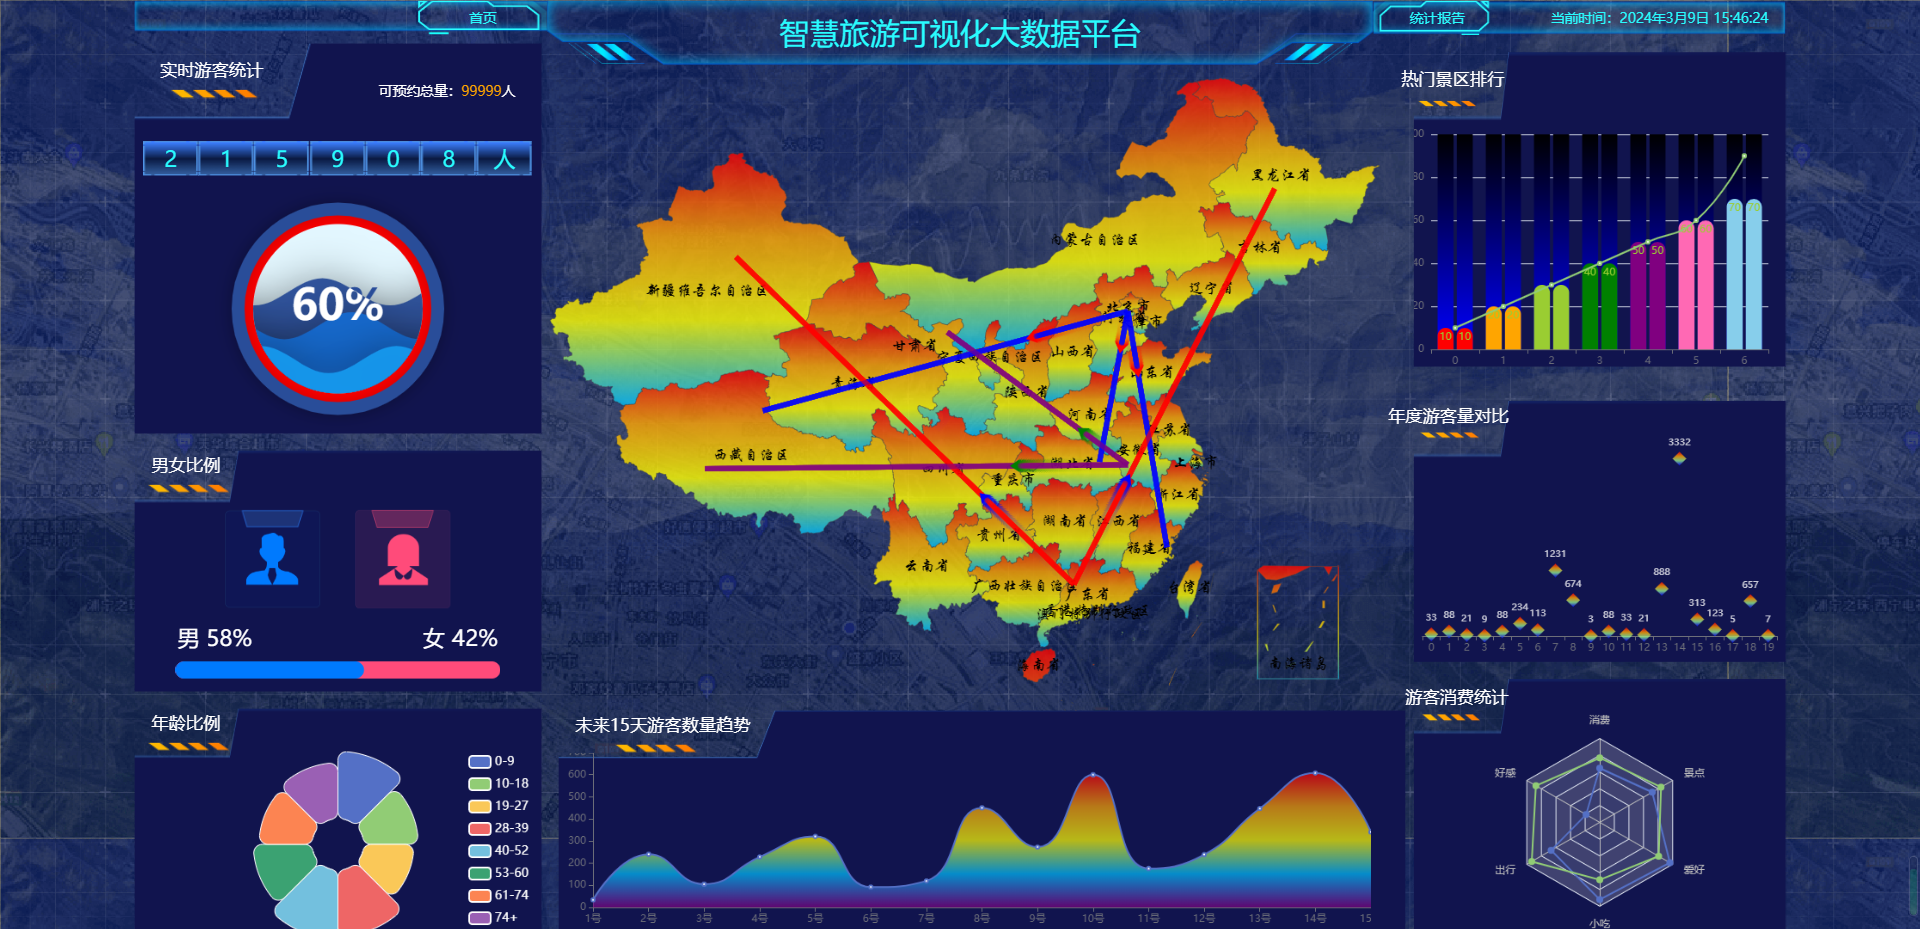 首页
智慧旅游可视化大数据平台
统计报告
当前时间：2024年3月9日 15:46:24
实时游客统计
可预约总量：99999人
2 1 5 9 0 8 人
60%
男女比例
男 58%
女 42%
年龄比例
0-9
10-18
19-27
28-39
40-52
53-60
61-74
74+
黑龙江省
内蒙古自治区
吉林省
新疆维吾尔自治区
辽宁省
北京市
甘肃省
宁夏回族自治区
山西省
山东省
青海省
陕西省
河南省
江苏省
安徽省
西藏自治区
四川省
湖北省
上海市
重庆市
浙江省
湖南省
江西省
贵州省
福建省
云南省
广西壮族自治区
广东省
台湾省
海南省
南海诸岛
未来15天游客数量趋势
600
500
400
300
200
100
0
1号 2号 3号 4号 5号 6号 7号 8号 9号 10号 11号 12号 13号 14号 15
热门景区排行
80
60
40
20
0
10 10
40 40
50 50
70 70
0 1 2 3 4 5 6
年度游客量对比
3332
1231
674
888
657
33 88 21 9 88 234 113
3 88 33 21
313 123 5 7
0 1 2 3 4 5 6 7 8 9 10 11 12 13 14 15 16 17 18 19
游客消费统计
消费
好感
景点
出行
爱好
小吃